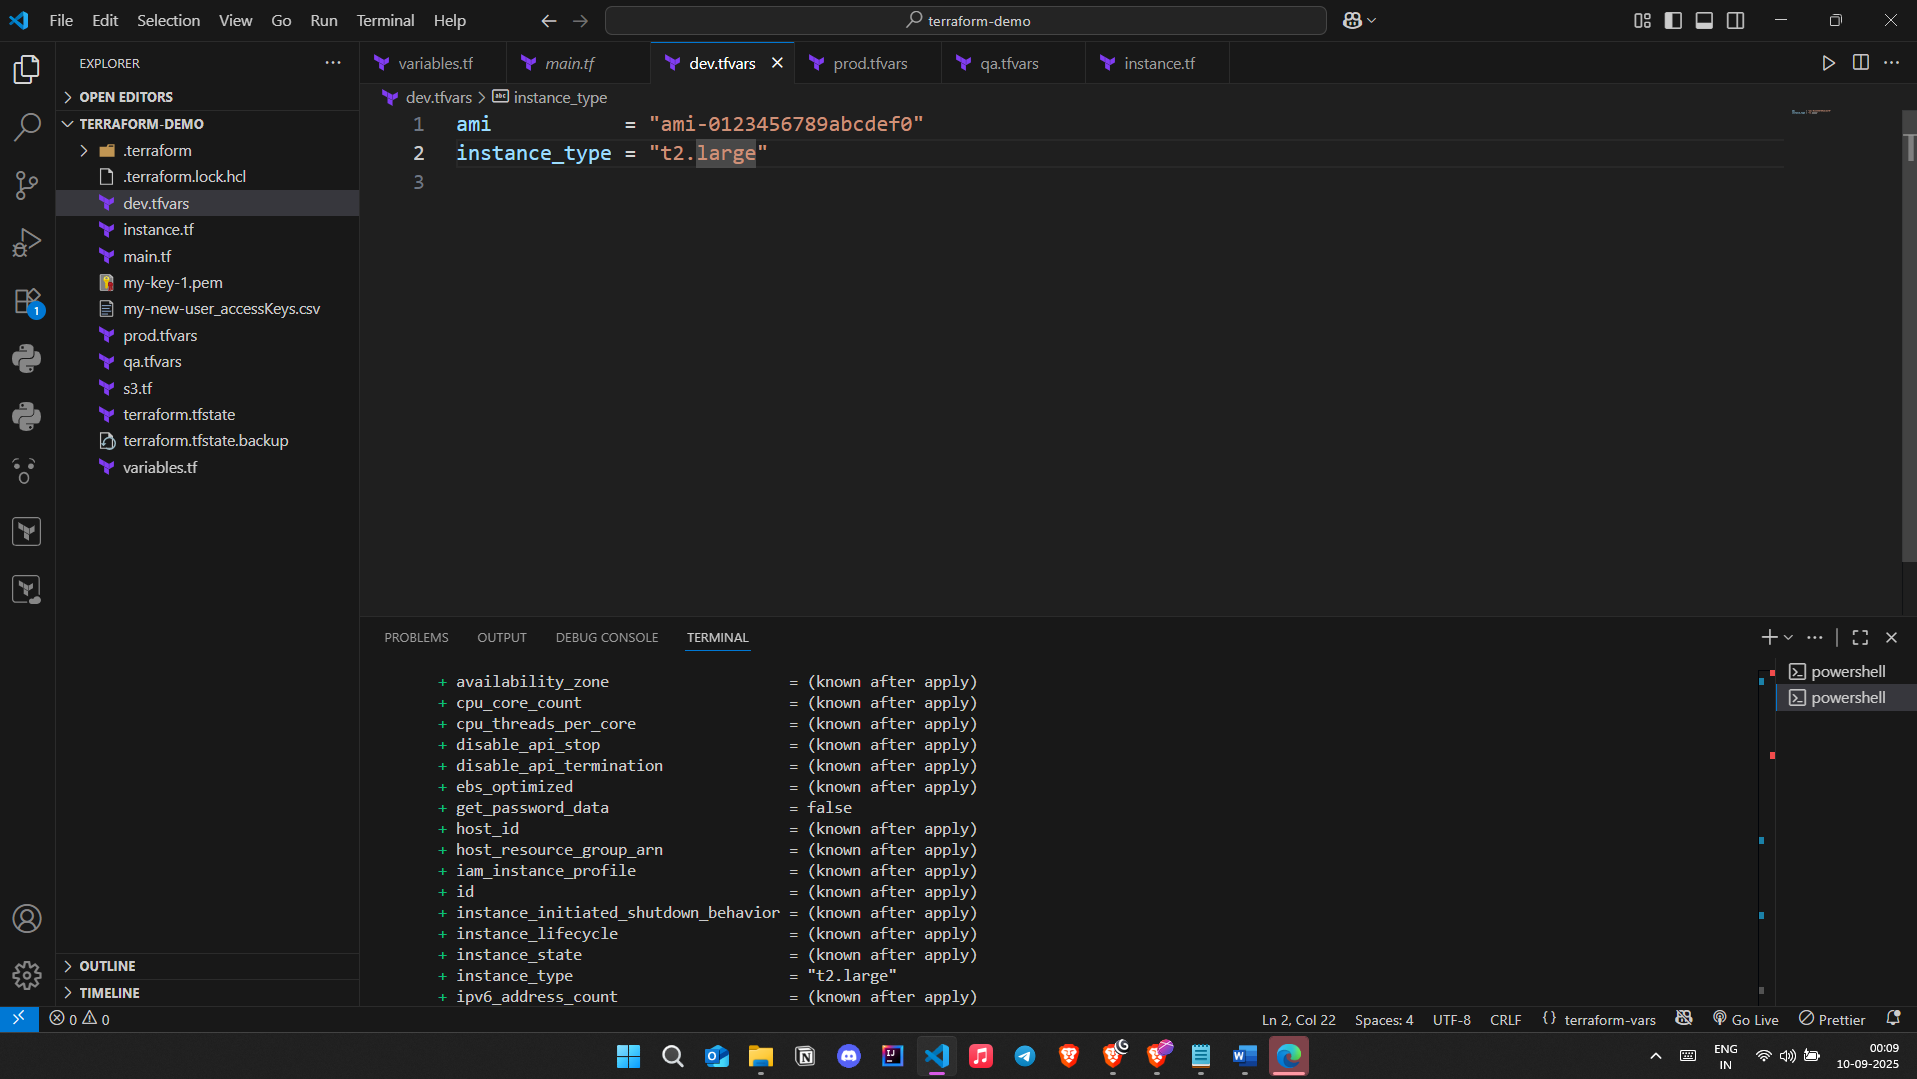 File Edit Selection View Go Run Terminal Help
terraform-demo
EXPLORER
OPEN EDITORS
TERRAFORM-DEMO
.terraform
.terraform.lock.hcl
dev.tfvars
instance.tf
main.tf
my-key-1.pem
my-new-user_accessKeys.csv
prod.tfvars
qa.tfvars
s3.tf
terraform.tfstate
terraform.tfstate.backup
variables.tf
OUTLINE
TIMELINE
1
variables.tf main.tf dev.tfvars prod.tfvars qa.tfvars instance.tf
dev.tfvars > abc instance_type
1 ami = "ami-0123456789abcdef0"
2 instance_type = "t2.large"
3
PROBLEMS OUTPUT DEBUG CONSOLE TERMINAL
+ availability_zone = (known after apply)
+ cpu_core_count = (known after apply)
+ cpu_threads_per_core = (known after apply)
+ disable_api_stop = (known after apply)
+ disable_api_termination = (known after apply)
+ ebs_optimized = (known after apply)
+ get_password_data = false
+ host_id = (known after apply)
+ host_resource_group_arn = (known after apply)
+ iam_instance_profile = (known after apply)
+ id = (known after apply)
+ instance_initiated_shutdown_behavior = (known after apply)
+ instance_lifecycle = (known after apply)
+ instance_state = (known after apply)
+ instance_type = "t2.large"
+ ipv6_address_count = (known after apply)
powershell
powershell
0 0 Ln 2, Col 22 Spaces: 4 UTF-8 CRLF {} terraform-vars Go Live Prettier
ENG
IN
00:09
10-09-2025